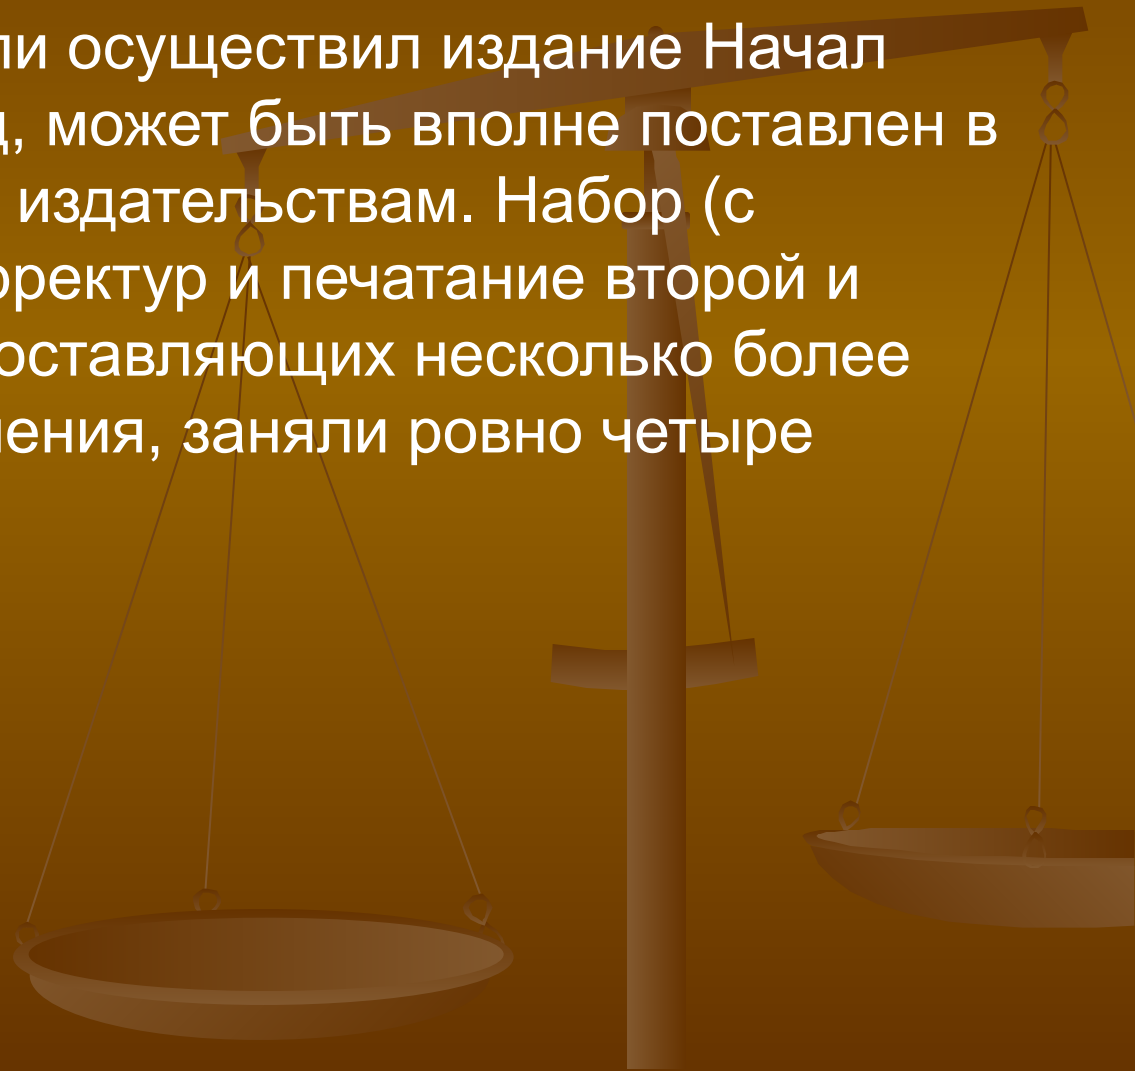 ли осуществил издание Начал
, может быть вполне поставлен в
издательствам. Набор (с
орректур и печатание второй и
оставляющих несколько более
ения, заняли ровно четыре